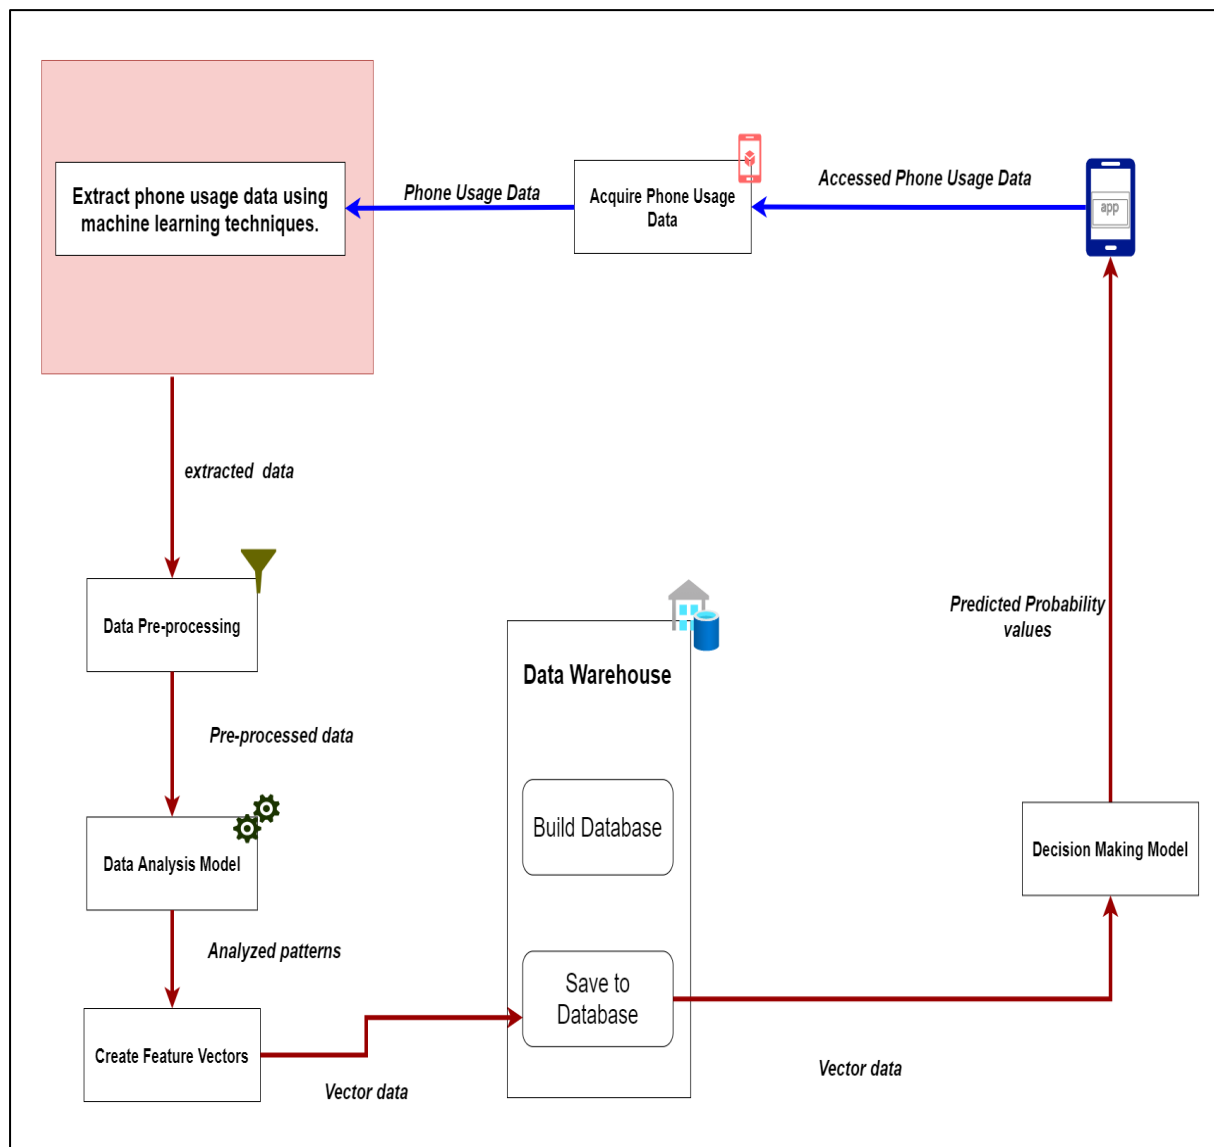 Extract phone usage data using
machine learning techniques.
Phone Usage Data
Acquire Phone Usage
Data
Accessed Phone Usage Data
app
extracted data
Data Pre-processing
Pre-processed data
Data Analysis Model
Analyzed patterns
Create Feature Vectors
Vector data
Data Warehouse
Build Database
Save to
Database
Vector data
Decision Making Model
Predicted Probability
values